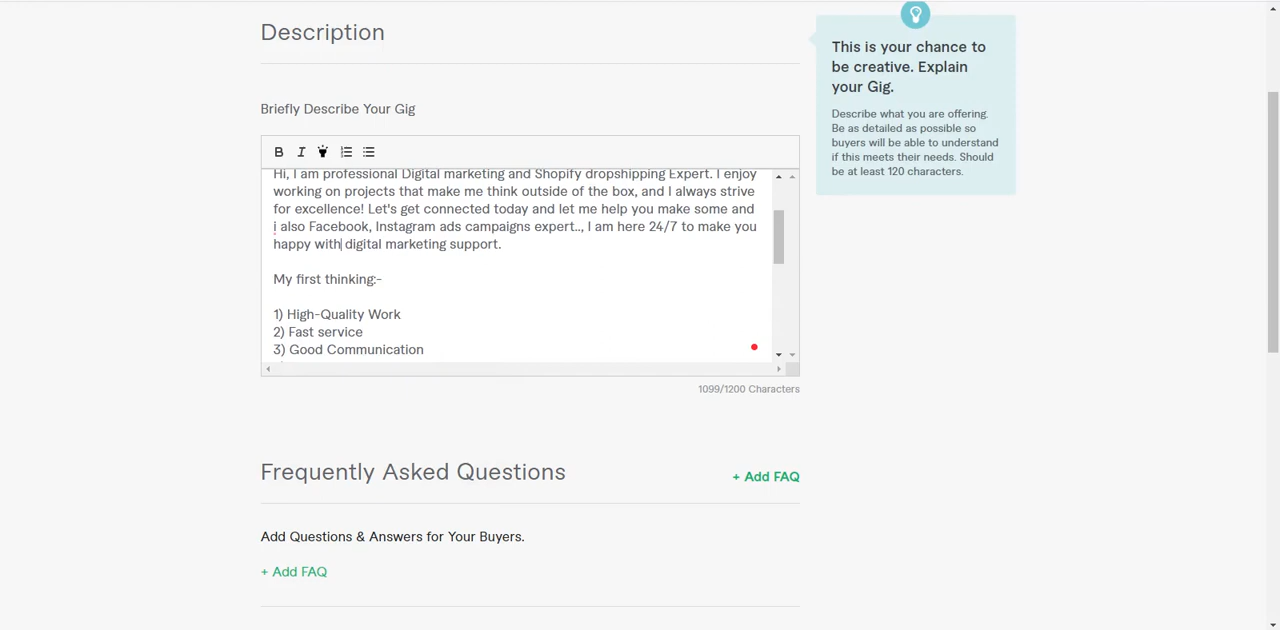 Description
Briefly Describe Your Gig
B I
Hi, I am professional Digital marketing and Shopify dropshipping Expert. I enjoy
working on projects that make me think outside of the box, and I always strive
for excellence! Let's get connected today and let me help you make some and
i also Facebook, Instagram ads campaigns expert.., I am here 24/7 to make you
happy with digital marketing support.
My first thinking:-
1) High-Quality Work
2) Fast service
3) Good Communication
1099/1200 Characters
This is your chance to
be creative. Explain
your Gig.
Describe what you are offering.
Be as detailed as possible so
buyers will be able to understand
if this meets their needs. Should
be at least 120 characters.
Frequently Asked Questions
+ Add FAQ
Add Questions & Answers for Your Buyers.
+ Add FAQ